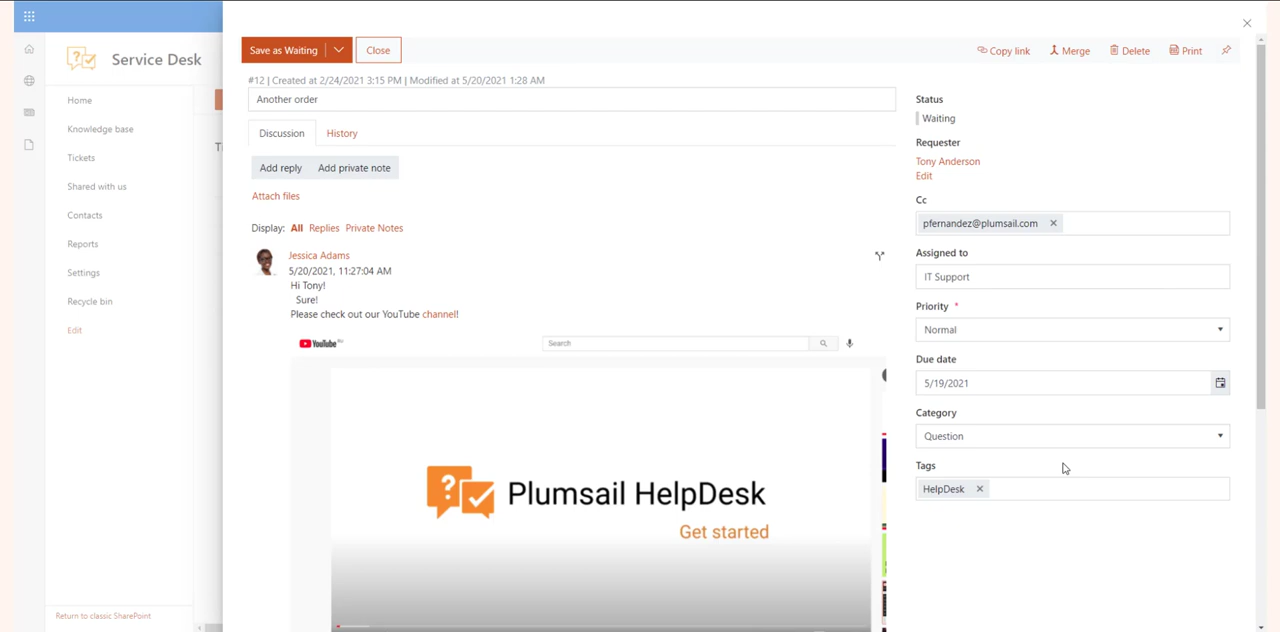 Service Desk
Home
Knowledge base
Tickets
Shared with us
Contacts
Reports
Settings
Recycle bin
Edit
Return to classic SharePoint
Save as Waiting
Close
Copy link
Merge
Delete
Print
#12 | Created at 2/24/2021 3:15 PM | Modified at 5/20/2021 1:28 AM
Another order
Discussion
History
Add reply
Add private note
Attach files
Display: All Replies Private Notes
Jessica Adams
5/20/2021, 11:27:04 AM
Hi Tony!
Sure!
Please check out our YouTube channel!
YouTube
Search
Plumsail HelpDesk
Get started
Status
Waiting
Requester
Tony Anderson
Edit
Cc
pfernandez@plumsail.com
Assigned to
IT Support
Priority *
Normal
Due date
5/19/2021
Category
Question
Tags
HelpDesk